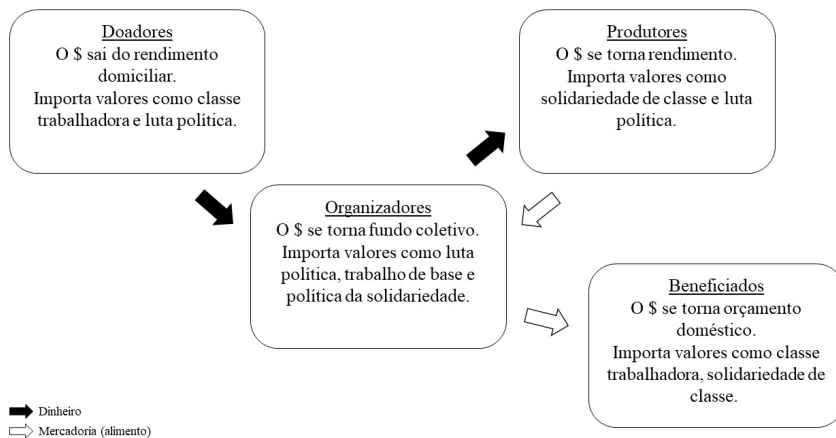 Doadores
O $ sai do rendimento
domiciliar.
Importa valores como classe
trabalhadora e luta política.
Produtores
O $ se torna rendimento.
Importa valores como
solidariedade de classe e luta
política.
Organizadores
O $ se torna fundo coletivo.
Importa valores como luta
política, trabalho de base e
política da solidariedade.
Beneficiados
O $ se torna orçamento
doméstico.
Importa valores como classe
trabalhadora, solidariedade de
classe.
Dinheiro
Mercadoria (alimento)